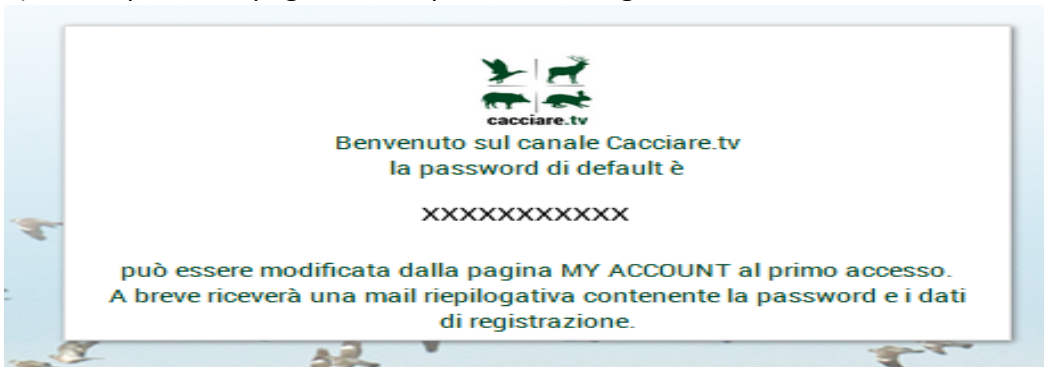 cacciare.tv
Benvenuto sul canale Cacciare.tv
la password di default è
xxxxxxxxxxx
può essere modificata dalla pagina MY ACCOUNT al primo accesso.
A breve riceverà una mail riepilogativa contenente la password e i dati
di registrazione.